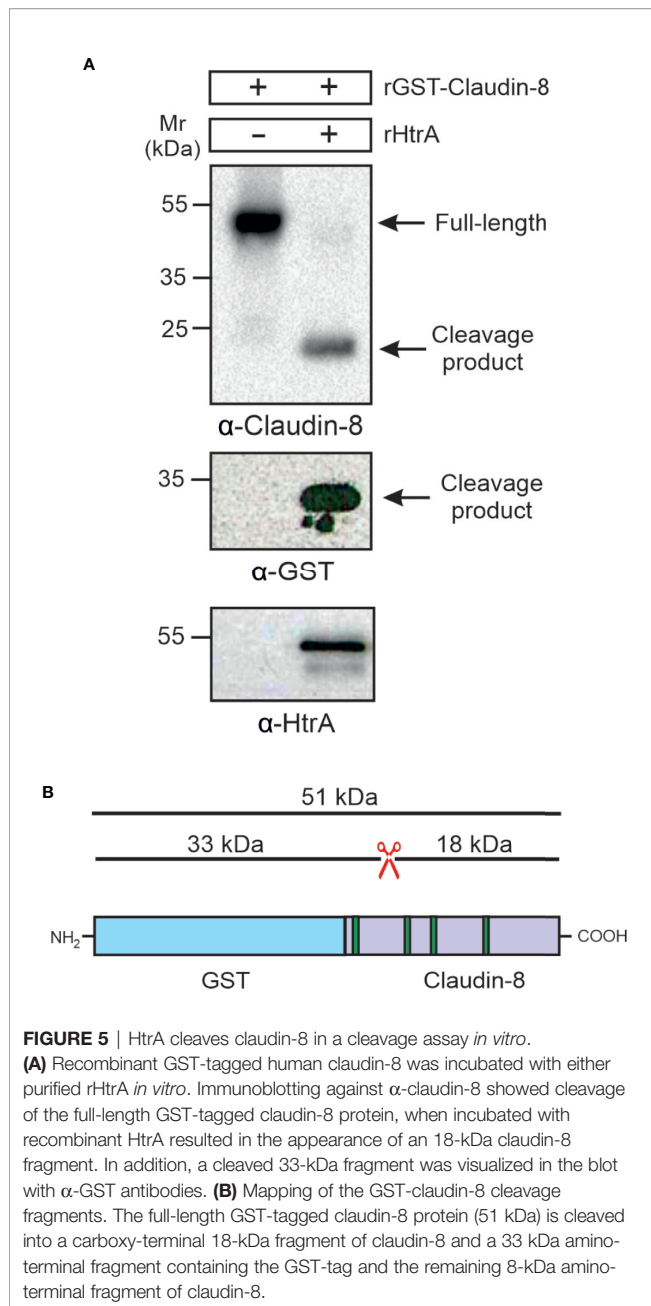 A
+ + rGST-Claudin-8
Mr
(kDa)
– + rHtrA
55
Full-length
35
25
Cleavage
product
α-Claudin-8
35
Cleavage
product
α-GST
55
α-HtrA
B
51 kDa
33 kDa 18 kDa
NH2 COOH
GST Claudin-8
FIGURE 5 | HtrA cleaves claudin-8 in a cleavage assay in vitro.
(A) Recombinant GST-tagged human claudin-8 was incubated with either
purified rHtrA in vitro. Immunoblotting against α-claudin-8 showed cleavage
of the full-length GST-tagged claudin-8 protein, when incubated with
recombinant HtrA resulted in the appearance of an 18-kDa claudin-8
fragment. In addition, a cleaved 33-kDa fragment was visualized in the blot
with α-GST antibodies. (B) Mapping of the GST-claudin-8 cleavage
fragments. The full-length GST-tagged claudin-8 protein (51 kDa) is cleaved
into a carboxy-terminal 18-kDa fragment of claudin-8 and a 33 kDa amino-
terminal fragment containing the GST-tag and the remaining 8-kDa amino-
terminal fragment of claudin-8.